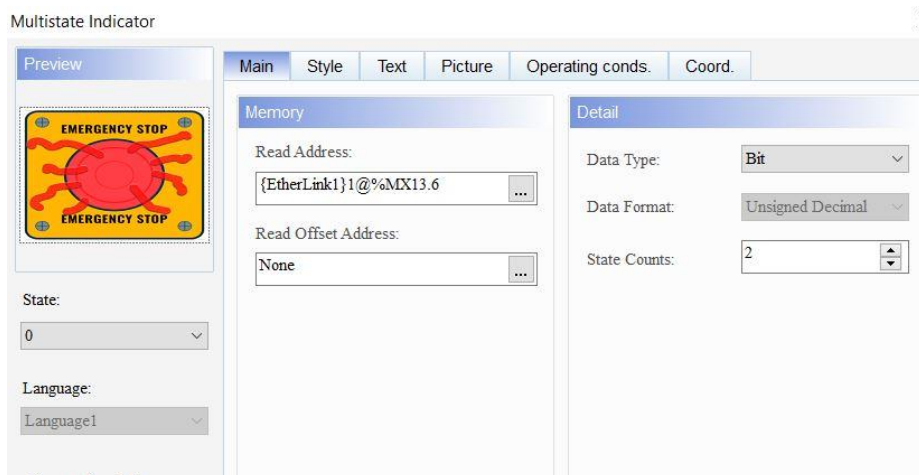 Multistate Indicator
Preview
EMERGENCY STOP
EMERGENCY STOP
State:
0
Language:
Language1
Main Style Text Picture Operating conds. Coord.
Memory
Read Address:
{EtherLink1}1@%MX13.6
...
Read Offset Address:
None
...
Detail
Data Type: Bit
Data Format: Unsigned Decimal
State Counts: 2